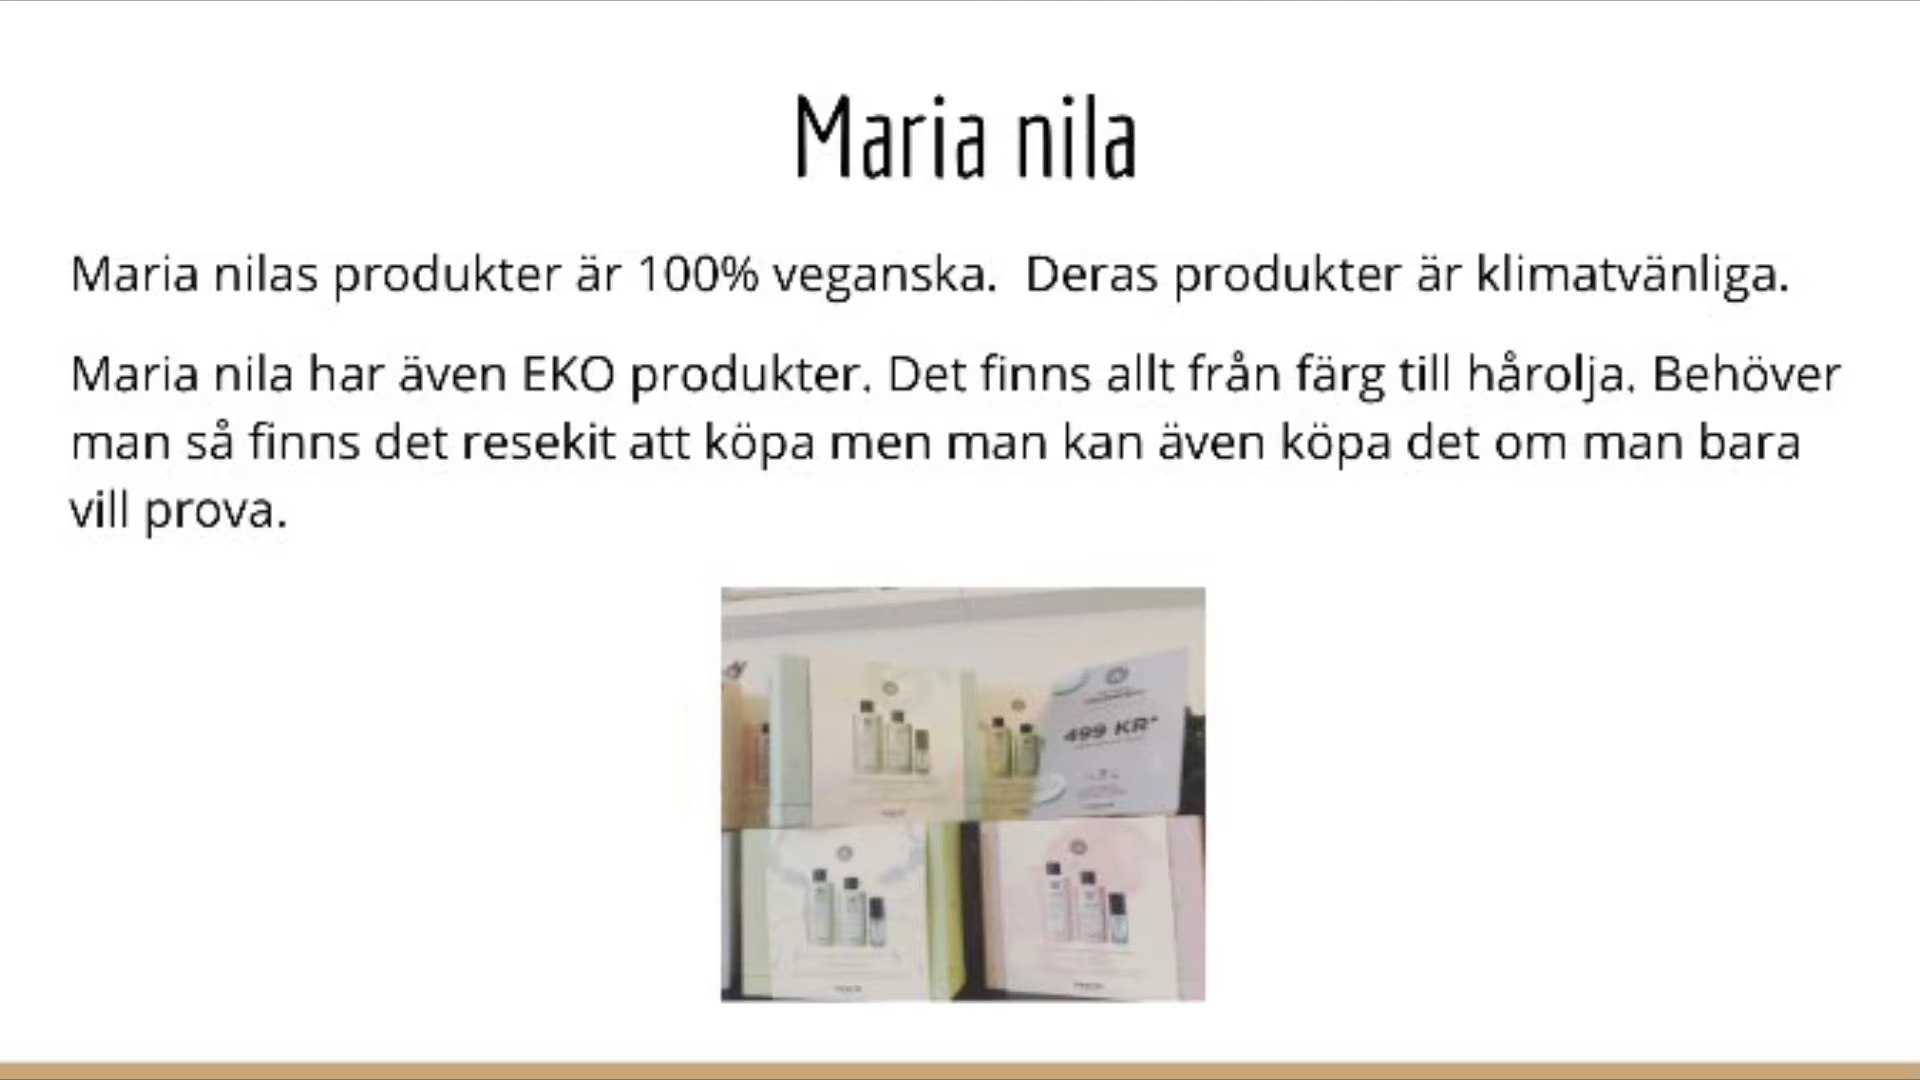 Maria nila
Maria nilas produkter är 100% veganska.  Deras produkter är klimatvänliga.
Maria nila har även EKO produkter. Det finns allt från färg till hårolja. Behöver
man så finns det resekit att köpa men man kan även köpa det om man bara
vill prova.
499 KR*